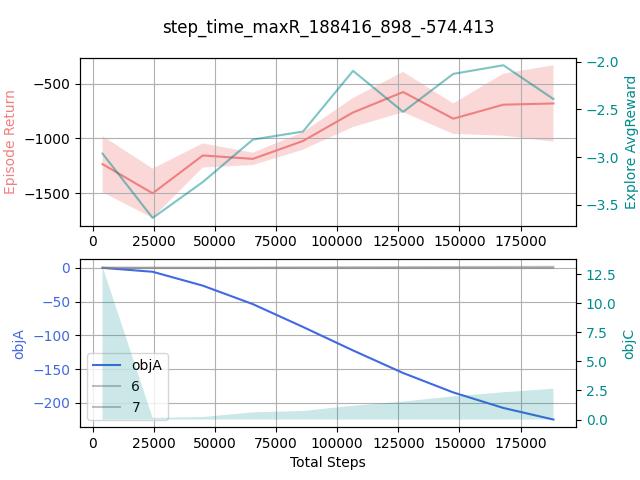 step_time_maxR_188416_898_-574.413
Episode Return
−500
−1000
−1500
−2.0
−2.5
−3.0
−3.5
Explore AvgReward
0 25000 50000 75000 100000 125000 150000 175000
objA
0
−50
−100
−150
−200
objA
6
7
12.5
10.0
7.5
5.0
2.5
0.0
objC
0 25000 50000 75000 100000 125000 150000 175000
Total Steps